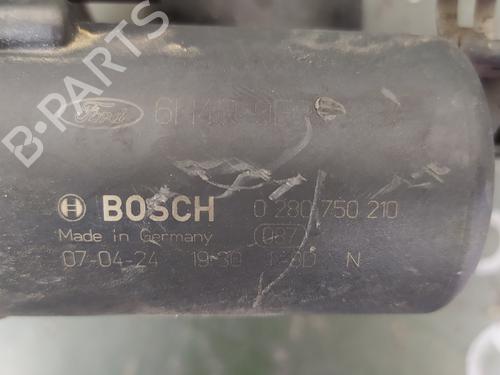 Ford
BOSCH 0 280 750 210
Made in Germany
07-04-24 19:30 N
B-PARTS